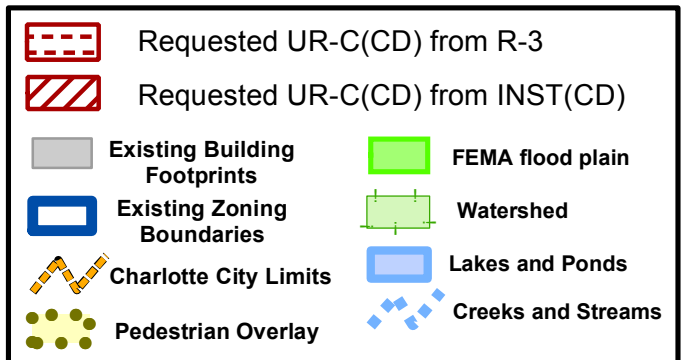 Requested UR-C(CD) from R-3
Requested UR-C(CD) from INST(CD)
Existing Building
Footprints
Existing Zoning
Boundaries
Charlotte City Limits
Pedestrian Overlay
FEMA flood plain
Watershed
Lakes and Ponds
Creeks and Streams